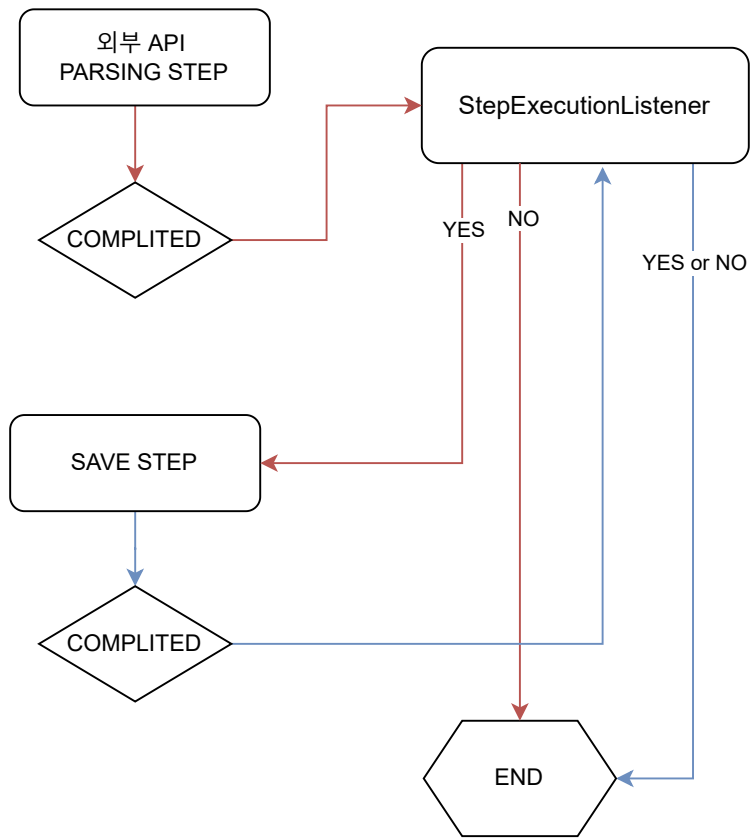 외부 API
PARSING STEP
StepExecutionListener
COMPLITED
YES
NO
YES or NO
SAVE STEP
COMPLITED
END